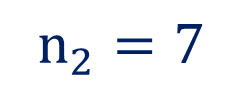 n₂ = 7